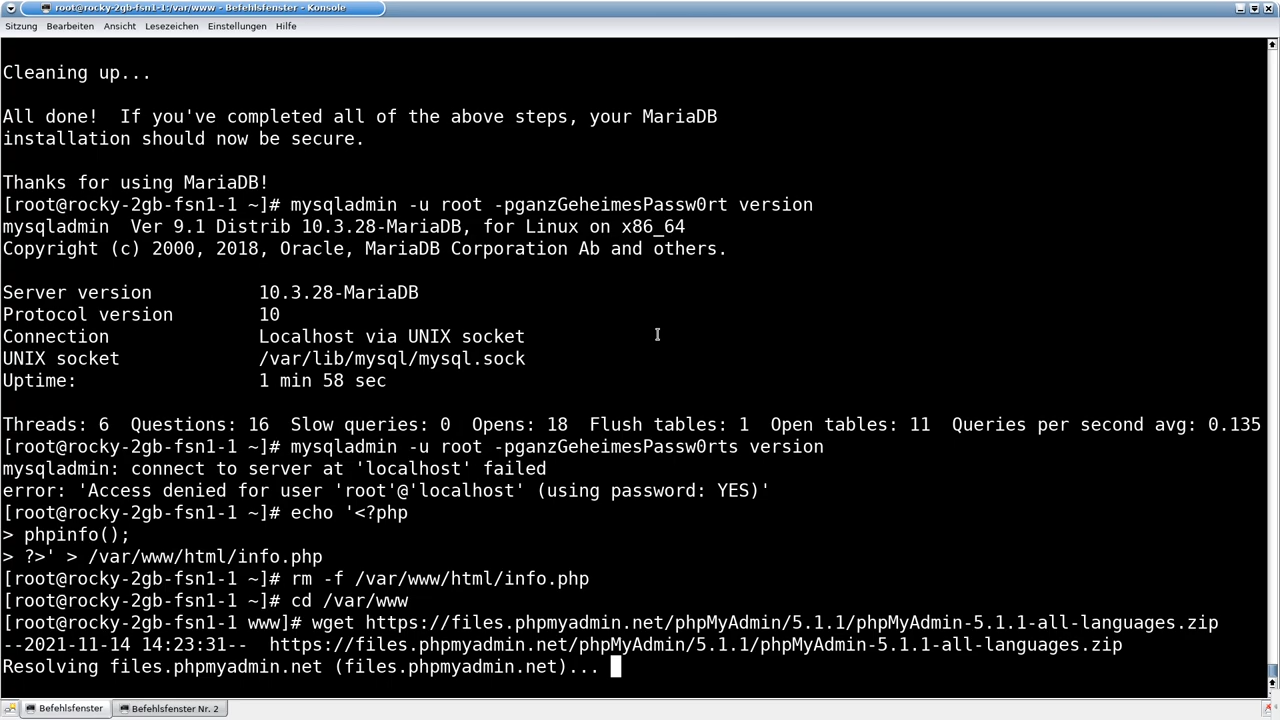 root@rocky-2gb-fsn1-1:/var/www - Befehlsfenster - Konsole
Sitzung Bearbeiten Ansicht Lesezeichen Einstellungen Hilfe
Cleaning up...
All done!  If you've completed all of the above steps, your MariaDB
installation should now be secure.
Thanks for using MariaDB!
[root@rocky-2gb-fsn1-1 ~]# mysqladmin -u root -pganzGeheimesPassw0rt version
mysqladmin  Ver 9.1 Distrib 10.3.28-MariaDB, for Linux on x86_64
Copyright (c) 2000, 2018, Oracle, MariaDB Corporation Ab and others.
Server version          10.3.28-MariaDB
Protocol version        10
Connection              Localhost via UNIX socket
UNIX socket             /var/lib/mysql/mysql.sock
Uptime:                 1 min 58 sec
Threads: 6  Questions: 16  Slow queries: 0  Opens: 18  Flush tables: 1  Open tables: 11  Queries per second avg: 0.135
[root@rocky-2gb-fsn1-1 ~]# mysqladmin -u root -pganzGeheimesPassw0rts version
mysqladmin: connect to server at 'localhost' failed
error: 'Access denied for user 'root'@'localhost' (using password: YES)'
[root@rocky-2gb-fsn1-1 ~]# echo '<?php
> phpinfo();
> ?>' > /var/www/html/info.php
[root@rocky-2gb-fsn1-1 ~]# rm -f /var/www/html/info.php
[root@rocky-2gb-fsn1-1 ~]# cd /var/www
[root@rocky-2gb-fsn1-1 www]# wget https://files.phpmyadmin.net/phpMyAdmin/5.1.1/phpMyAdmin-5.1.1-all-languages.zip
--2021-11-14 14:23:31--  https://files.phpmyadmin.net/phpMyAdmin/5.1.1/phpMyAdmin-5.1.1-all-languages.zip
Resolving files.phpmyadmin.net (files.phpmyadmin.net)...
Befehlsfenster Befehlsfenster Nr. 2